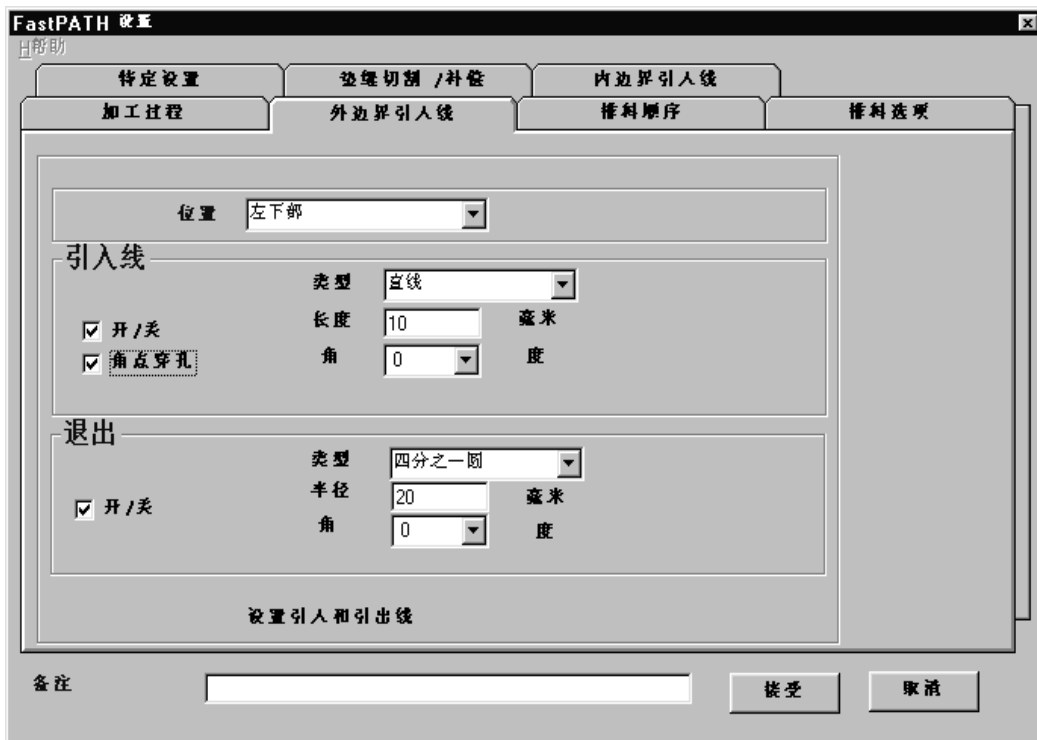 FastPATH 设置
H帮助
特定设置 垫缝切割 /补偿 内边界引入线
加工过程 外边界引入线 排料顺序 排料选项
位置 左下部
引入线
类型 直线
开/关 长度 10 毫米
角点穿孔 角 0 度
退出
类型 四分之一圆
开/关 半径 20 毫米
角 0 度
设置引人和引出线
备注 接受 取消